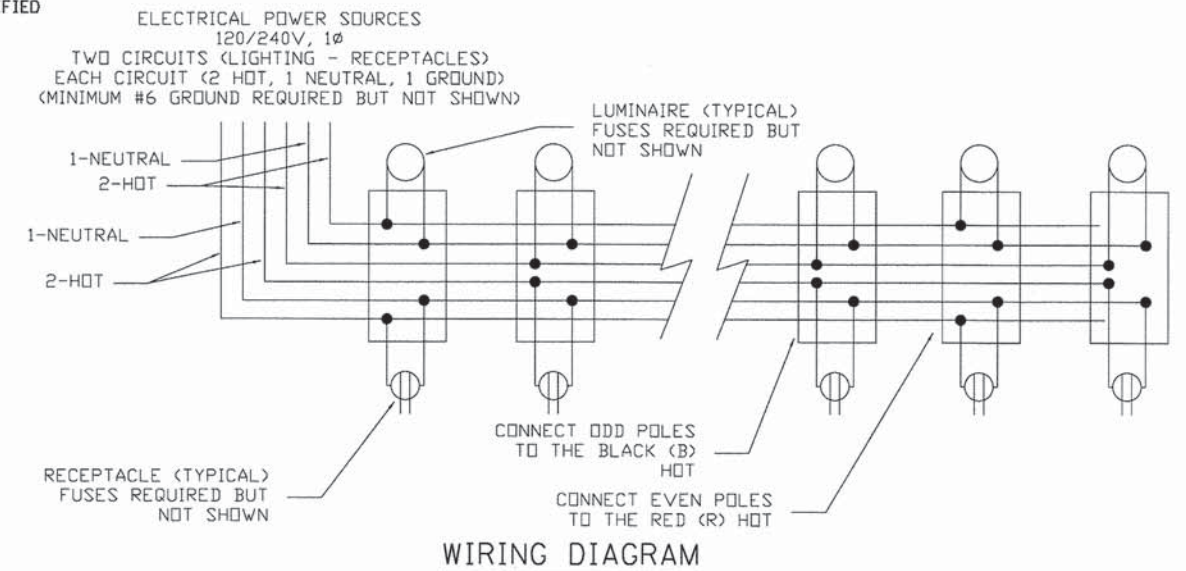 FIED
ELECTRICAL POWER SOURCES
120/240V, 1Ø
TWO CIRCUITS (LIGHTING - RECEPTACLES)
EACH CIRCUIT (2 HOT, 1 NEUTRAL, 1 GROUND)
(MINIMUM #6 GROUND REQUIRED BUT NOT SHOWN)
LUMINAIRE (TYPICAL)
FUSES REQUIRED BUT
NOT SHOWN
1-NEUTRAL
2-HOT
1-NEUTRAL
2-HOT
CONNECT ODD POLES
TO THE BLACK (B)
HOT
RECEPTACLE (TYPICAL)
FUSES REQUIRED BUT
NOT SHOWN
CONNECT EVEN POLES
TO THE RED (R) HOT
WIRING DIAGRAM